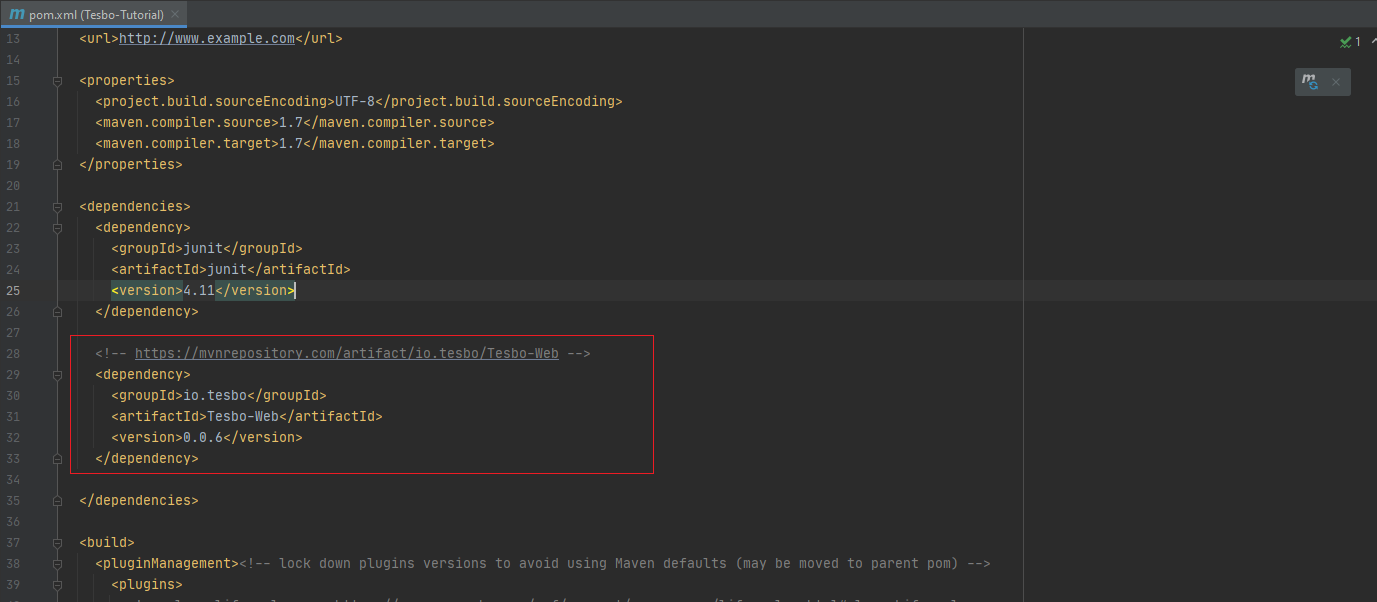 pom.xml (Tesbo-Tutorial)
1
13 <url>http://www.example.com</url>
14
15 <properties>
16 <project.build.sourceEncoding>UTF-8</project.build.sourceEncoding>
17 <maven.compiler.source>1.7</maven.compiler.source>
18 <maven.compiler.target>1.7</maven.compiler.target>
19 </properties>
20
21 <dependencies>
22 <dependency>
23 <groupId>junit</groupId>
24 <artifactId>junit</artifactId>
25 <version>4.11</version>
26 </dependency>
27
28 <!-- https://mvnrepository.com/artifact/io.tesbo/Tesbo-Web -->
29 <dependency>
30 <groupId>io.tesbo</groupId>
31 <artifactId>Tesbo-Web</artifactId>
32 <version>0.0.6</version>
33 </dependency>
34
35 </dependencies>
36
37 <build>
38 <pluginManagement><!-- lock down plugins versions to avoid using Maven defaults (may be moved to parent pom) -->
39 <plugins>